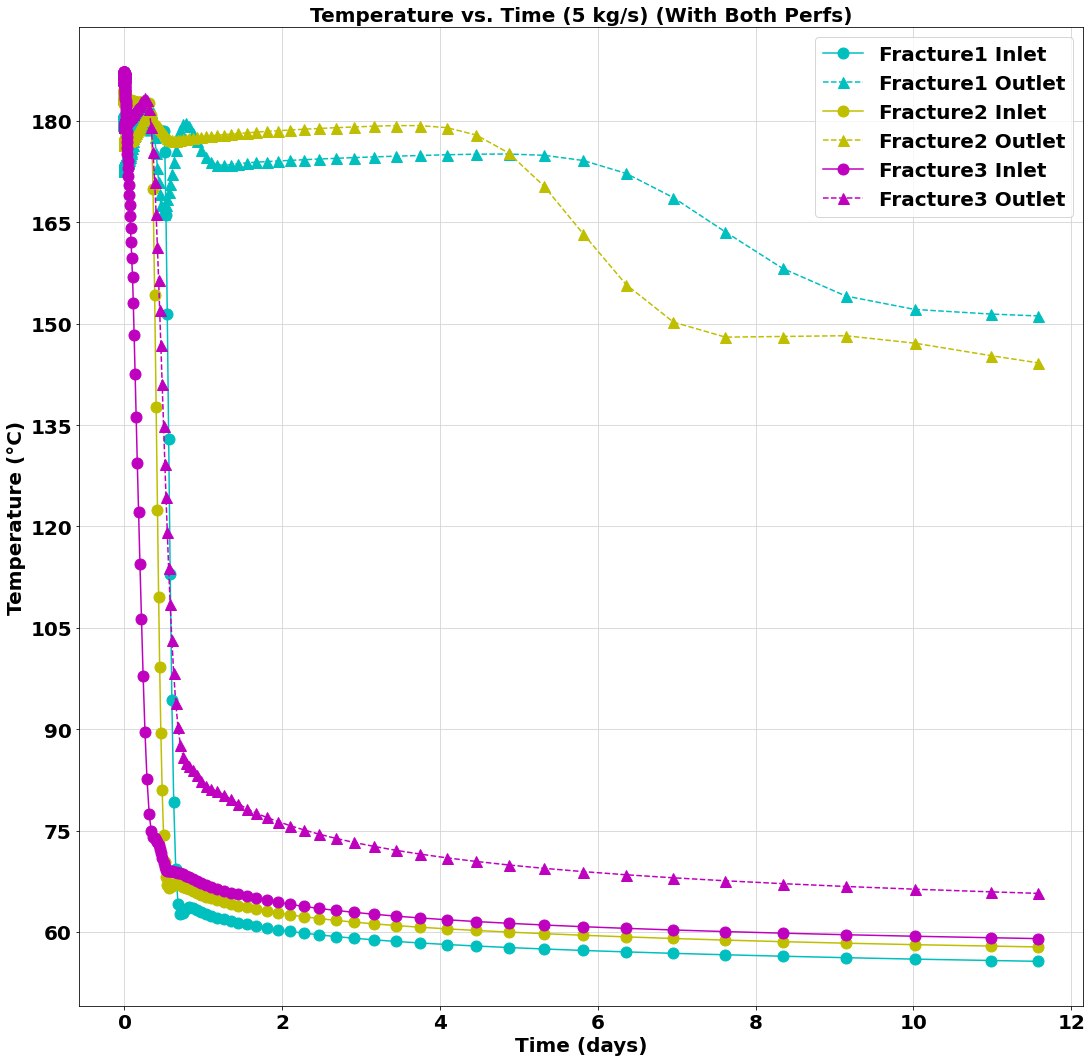 Temperature vs. Time (5 kg/s) (With Both Perfs)
Fracture1 Inlet
Fracture1 Outlet
Fracture2 Inlet
Fracture2 Outlet
Fracture3 Inlet
Fracture3 Outlet
Temperature (°C)
180
165
150
135
120
105
90
75
60
0 2 4 6 8 10 12
Time (days)